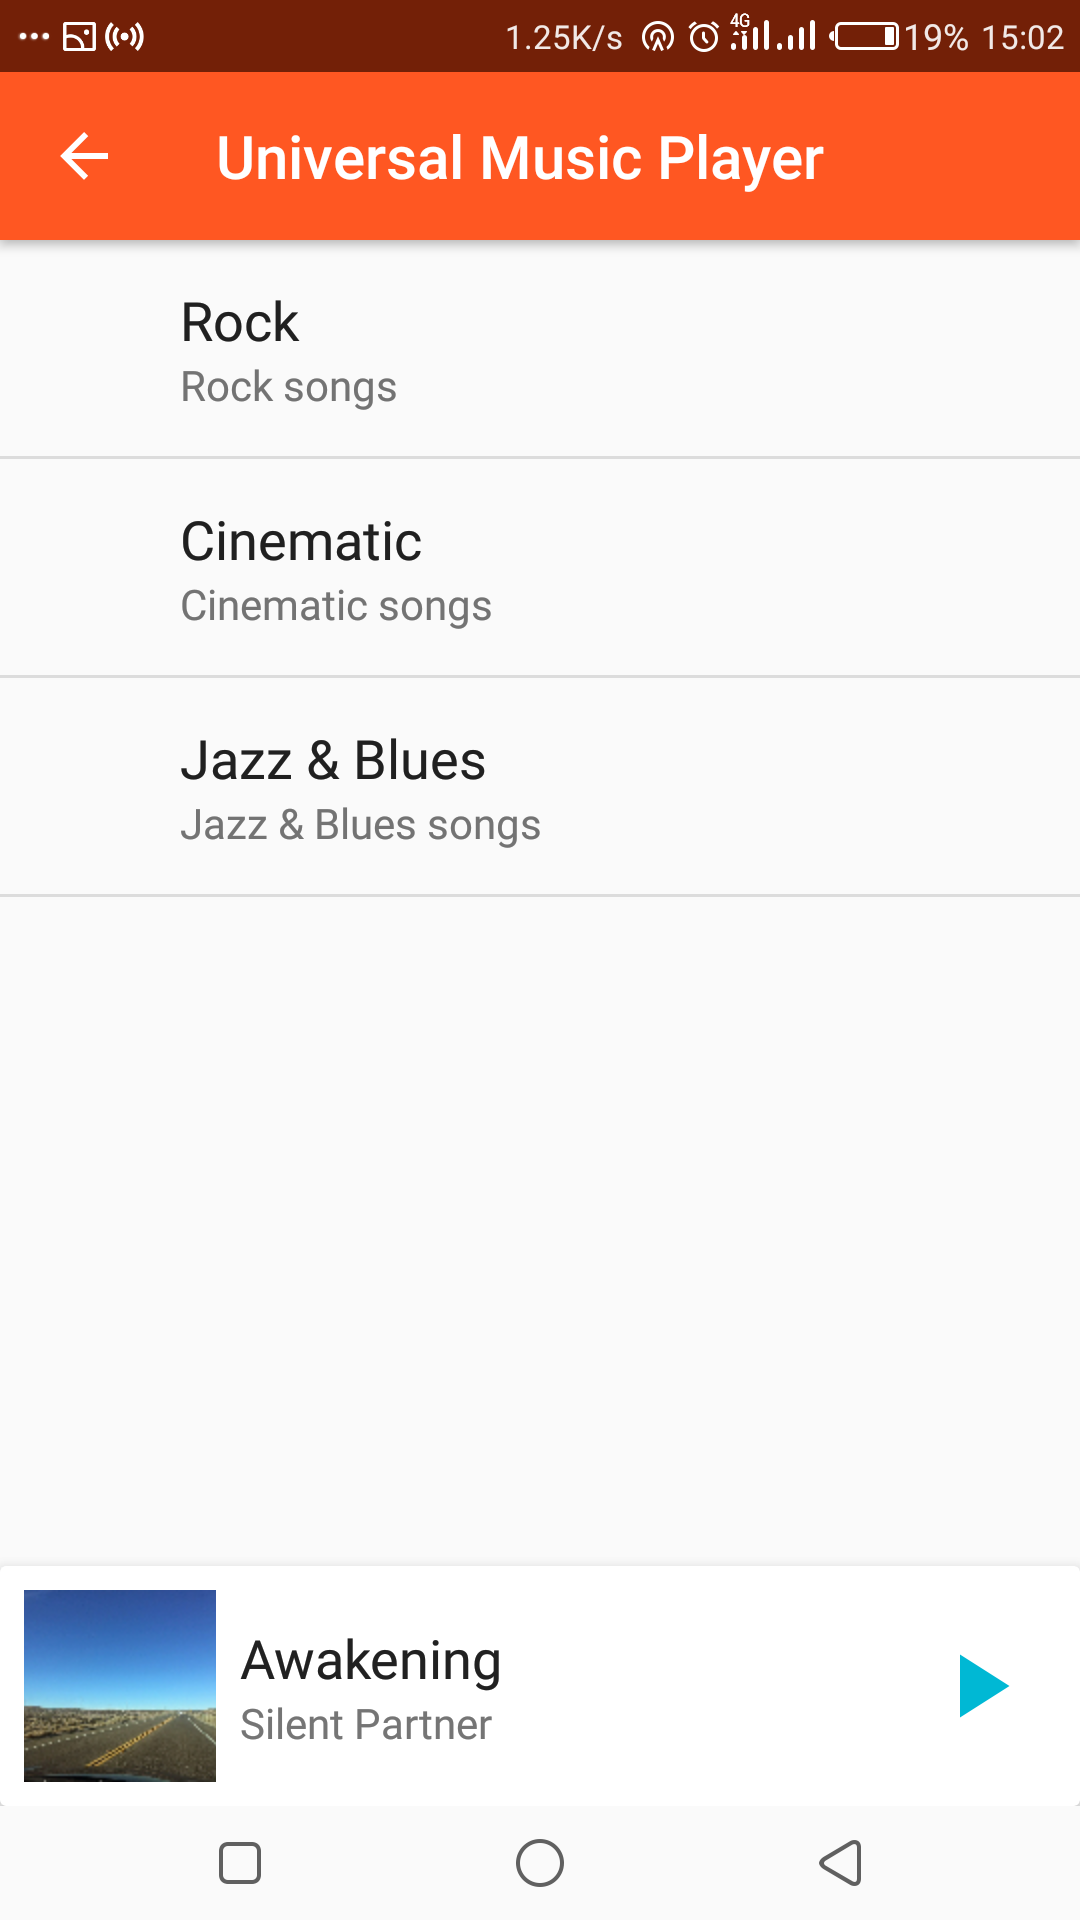 1.25K/s 4G 19% 15:02
Universal Music Player
Rock
Rock songs
Cinematic
Cinematic songs
Jazz & Blues
Jazz & Blues songs
Awakening
Silent Partner